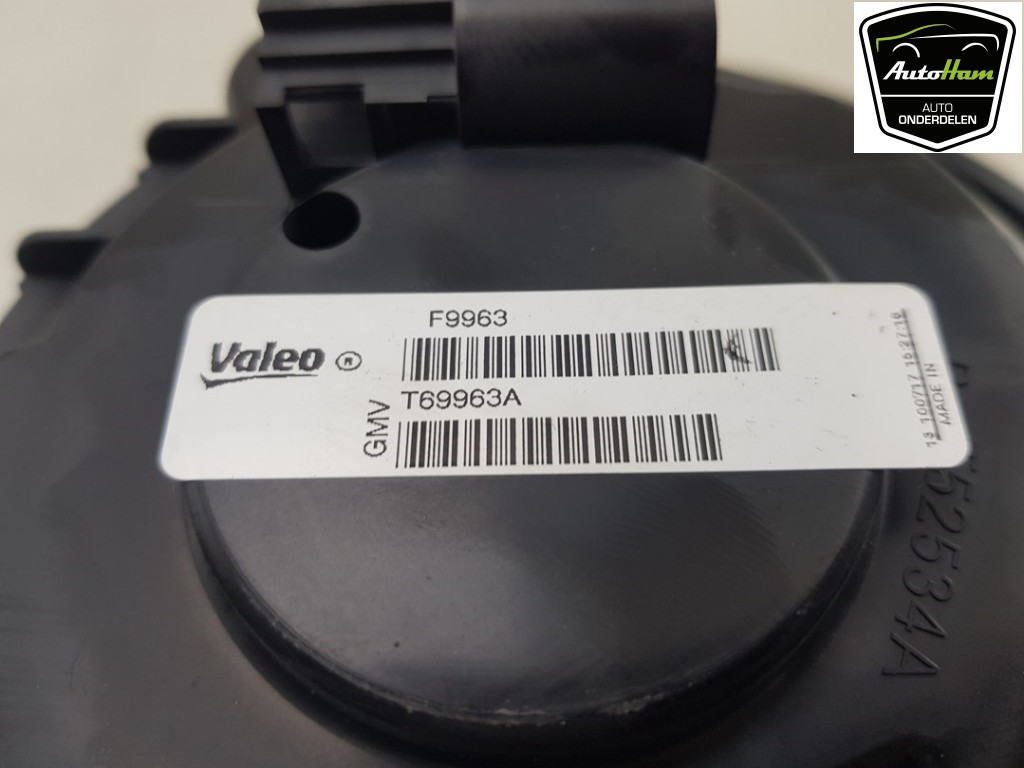 AutoHam
AUTO
ONDERDELEN
F9963
Valeo ®
T69963A
GMV
MADE IN
52534A